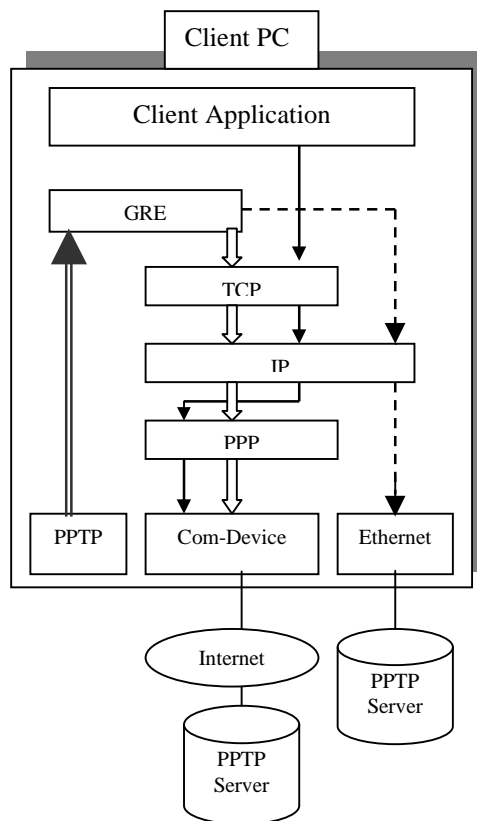 Client PC
Client Application
GRE
TCP
IP
PPP
PPTP
Com-Device
Ethernet
Internet
PPTP
Server
PPTP
Server